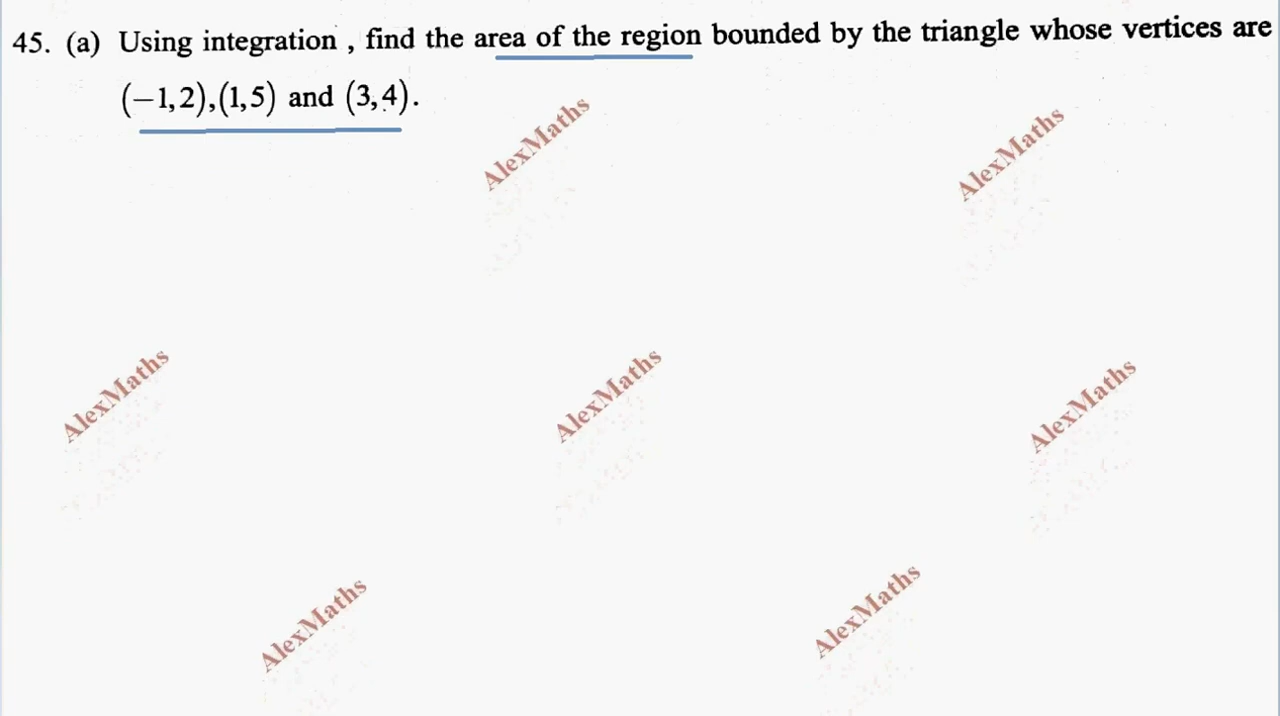 45. (a) Using integration , find the area of the region bounded by the triangle whose vertices are
(−1,2),(1,5) and (3,4).
AlexMaths
AlexMaths
AlexMaths
AlexMaths
AlexMaths
AlexMaths
AlexMaths